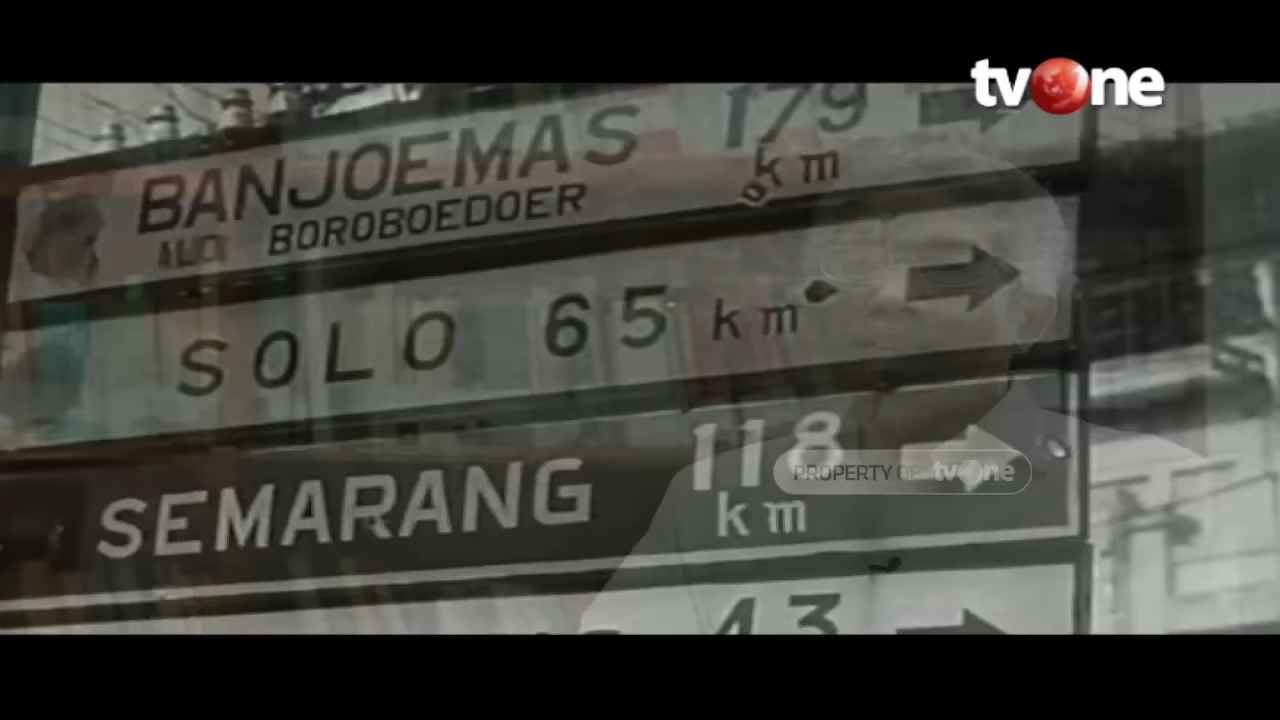 tvOne
BANJOEMAS 179 km
BOROBOEDOER
SOLO 65 km
SEMARANG 118 km
PROPERTY OF tvOne
43